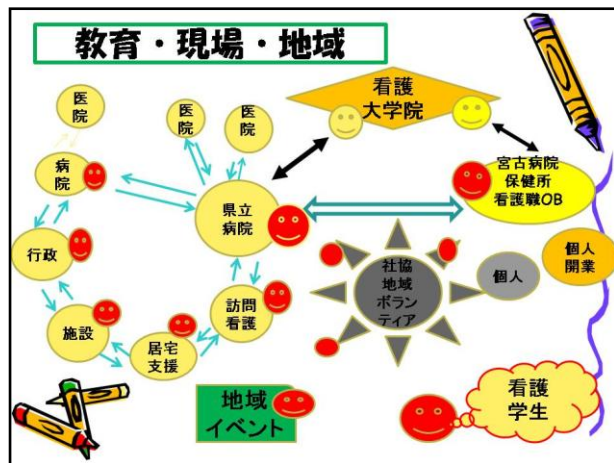 教育・現場・地域
医
院
医
院
医
院
看護
大学院
病
院
県立
病院
宮古病院
保健所
看護職OB
行政
社協
地域
ボラン
ティア
個人
個人
開業
施設
居宅
支援
訪問
看護
地域
イベント
看護
学生